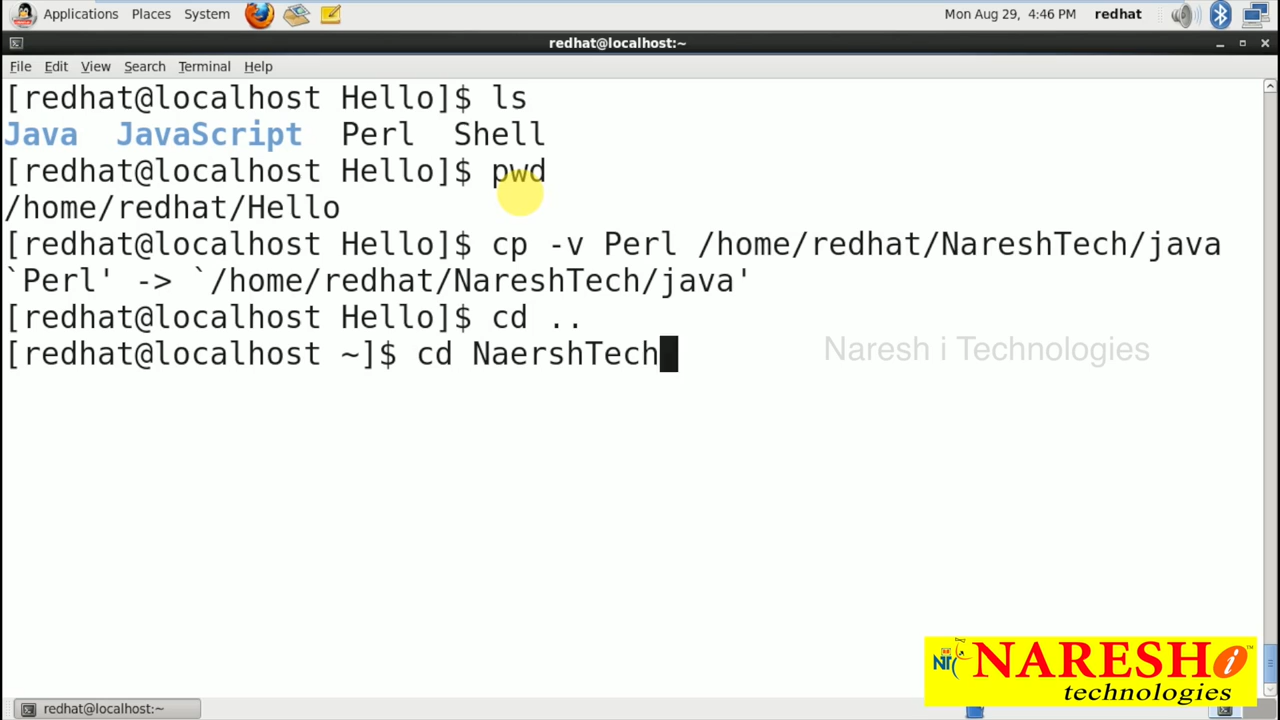 Applications Places System Mon Aug 29, 4:46 PM redhat
redhat@localhost:~
File Edit View Search Terminal Help
[redhat@localhost Hello]$ ls
Java JavaScript Perl Shell
[redhat@localhost Hello]$ pwd
/home/redhat/Hello
[redhat@localhost Hello]$ cp -v Perl /home/redhat/NareshTech/java
`Perl' -> `/home/redhat/NareshTech/java'
[redhat@localhost Hello]$ cd ..
[redhat@localhost ~]$ cd NaershTech
Naresh i Technologies
NARESH i ™
technologies
redhat@localhost:~